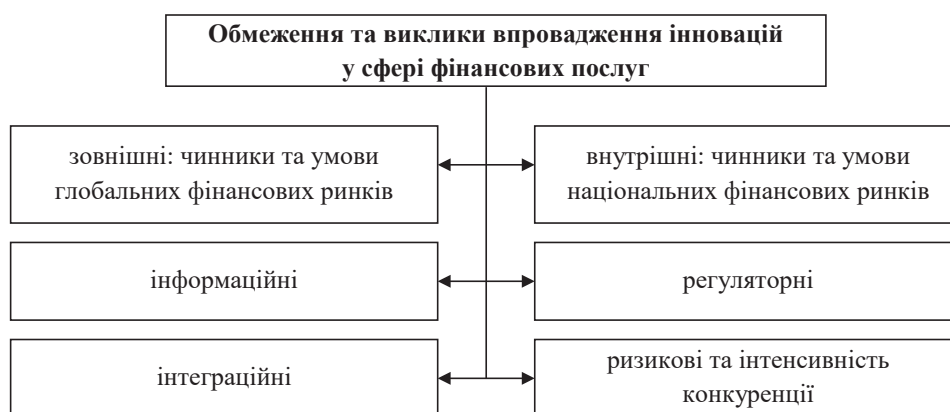 Обмеження та виклики впровадження інновацій
у сфері фінансових послуг
зовнішні: чинники та умови
глобальних фінансових ринків
внутрішні: чинники та умови
національних фінансових ринків
інформаційні
регуляторні
інтеграційні
ризикові та інтенсивність
конкуренції